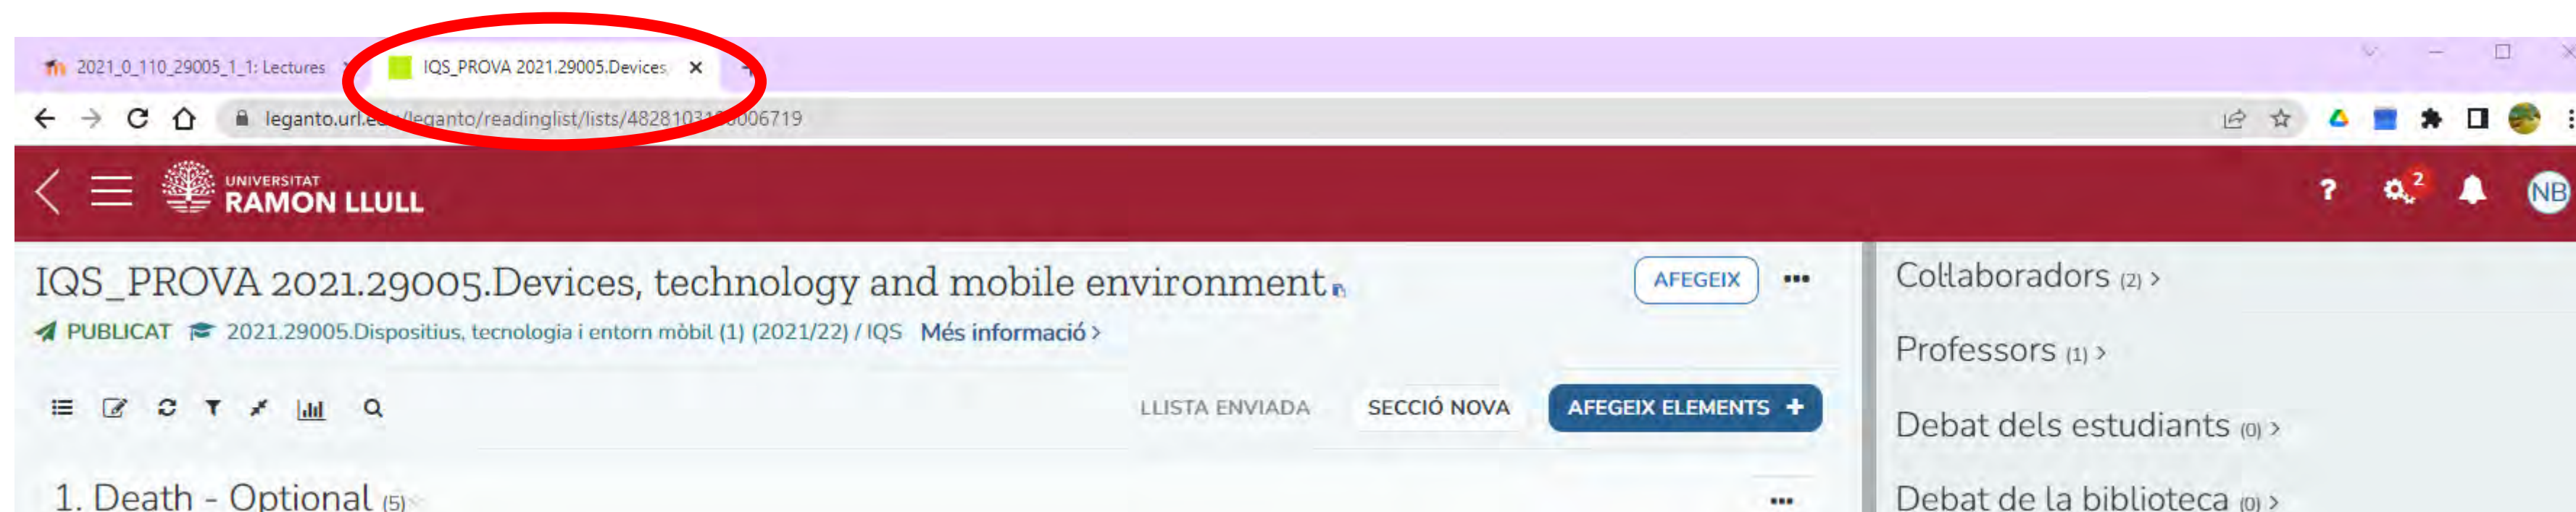 2021_0_110_29005_1_1: Lectures
IQS_PROVA 2021.29005.Devices
leganto.url.edu/leganto/readinglist/lists/
UNIVERSITAT
RAMON LLULL
? 2 NB
IQS_PROVA 2021.29005.Devices, technology and mobile environment
AFEGEIX
PUBLICAT 2021.29005.Dispositius, tecnologia i entorn mòbil (1) (2021/22) / IQS Més informació >
LLISTA ENVIADA SECCIÓ NOVA AFEGEIX ELEMENTS +
1. Death - Optional (5)
Col·laboradors (2) >
Professors (1) >
Debat dels estudiants (0) >
Debat de la biblioteca (0) >